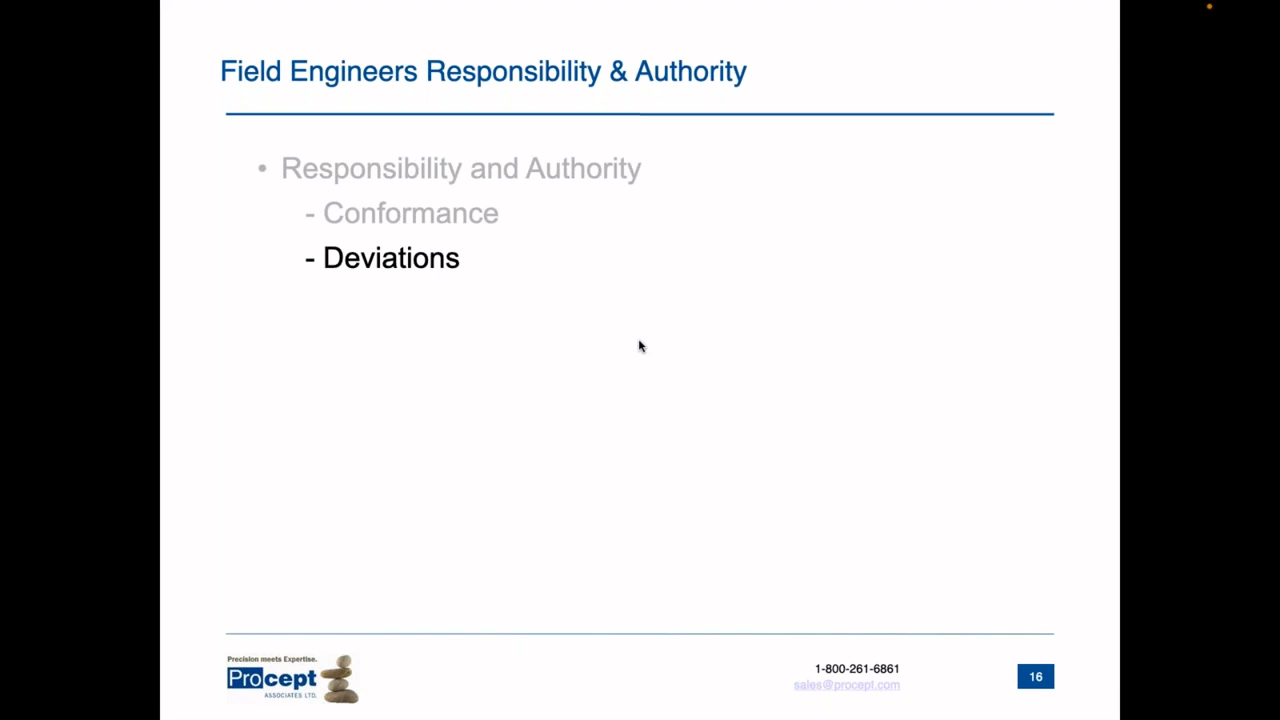 Field Engineers Responsibility & Authority
• Responsibility and Authority
- Conformance
- Deviations
Precision meets Expertise.
Procept
ASSOCIATES LTD.
1-800-261-6861
sales@procept.com
16